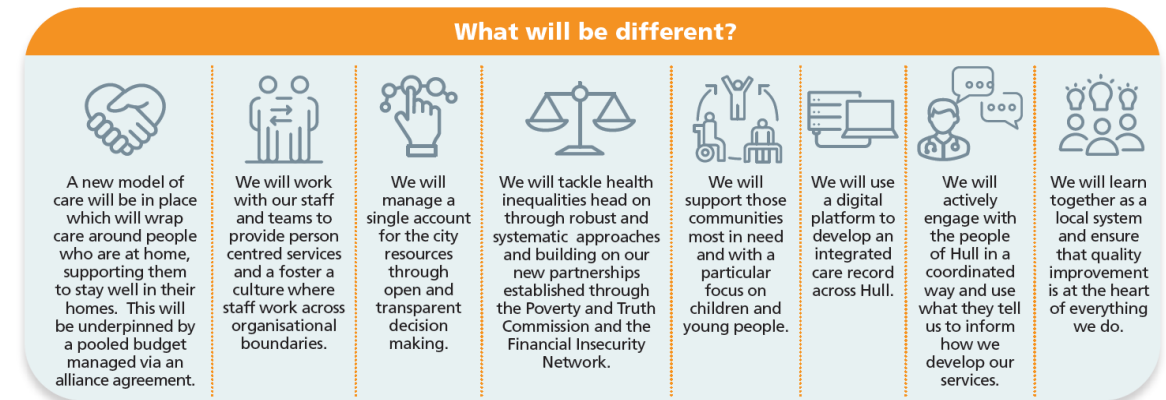 What will be different?
A new model of
care will be in place
which will wrap
care around people
who are at home,
supporting them
to stay well in their
homes.  This will
be underpinned by
a pooled budget
managed via an
alliance agreement.
We will work
with our staff
and teams to
provide person
centred services
and a foster a
culture where
staff work across
organisational
boundaries.
We will
manage a
single account
for the city
resources
through
open and
transparent
decision
making.
We will tackle health
inequalities head on
through robust and
systematic  approaches
and building on our
new partnerships
established through
the Poverty and Truth
Commission and the
Financial Insecurity
Network.
We will
support those
communities
most in need
and with a
particular
focus on
children and
young people.
We will use
a digital
platform to
develop an
integrated
care record
across Hull.
We will
actively
engage with
the people
of Hull in a
coordinated
way and use
what they tell
us to inform
how we
develop our
services.
We will learn
together as a
local system
and ensure
that quality
improvement
is at the heart
of everything
we do.